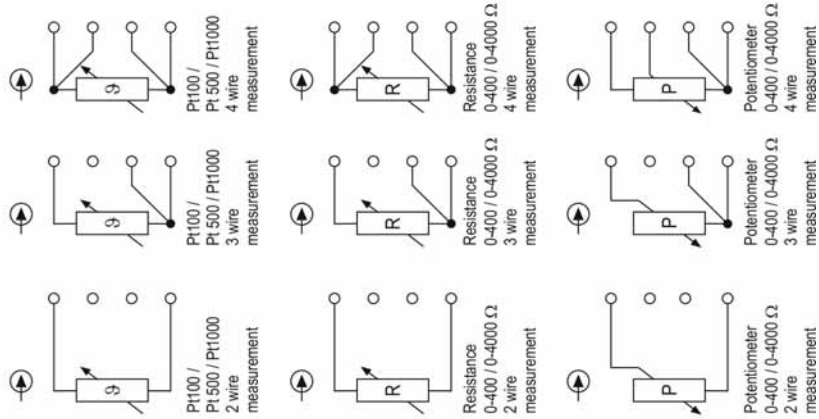 ϑ
Pt100 /
Pt 500 / Pt1000
2 wire
measurement
ϑ
Pt100 /
Pt 500 / Pt1000
3 wire
measurement
ϑ
Pt100 /
Pt 500 / Pt1000
4 wire
measurement
R
Resistance
0-400 / 0-4000 Ω
2 wire
measurement
R
Resistance
0-400 / 0-4000 Ω
3 wire
measurement
R
Resistance
0-400 / 0-4000 Ω
4 wire
measurement
P
Potentiometer
0-400 / 0-4000 Ω
2 wire
measurement
P
Potentiometer
0-400 / 0-4000 Ω
3 wire
measurement
P
Potentiometer
0-400 / 0-4000 Ω
4 wire
measurement